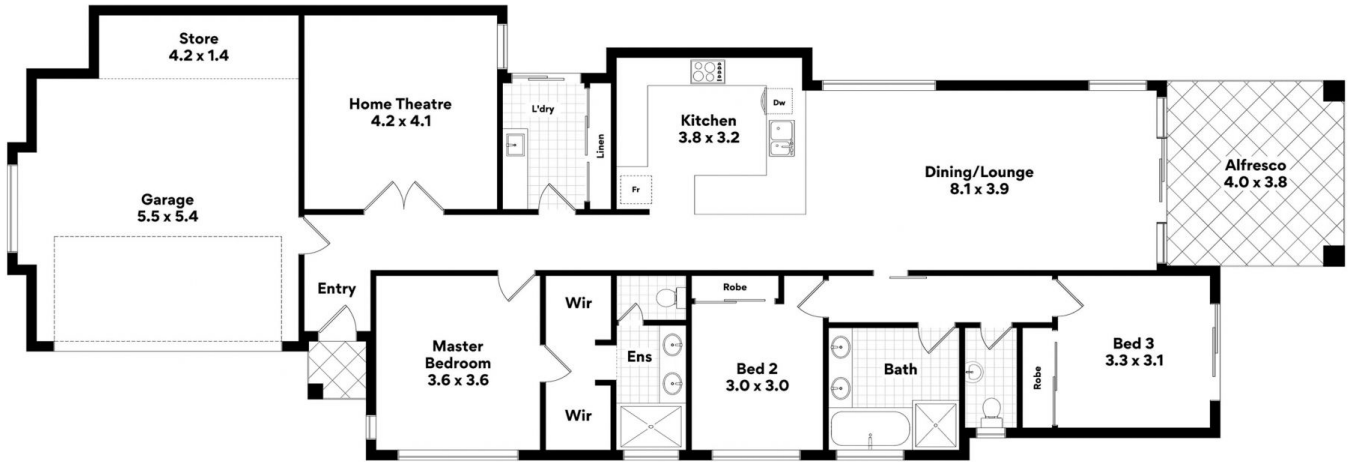 Store
4.2 x 1.4
Home Theatre
4.2 x 4.1
L'dry
Linen
Kitchen
3.8 x 3.2
Dw
Fr
Dining/Lounge
8.1 x 3.9
Alfresco
4.0 x 3.8
Garage
5.5 x 5.4
Entry
Master
Bedroom
3.6 x 3.6
Wir
Wir
Ens
Robe
Bed 2
3.0 x 3.0
Bath
Robe
Bed 3
3.3 x 3.1